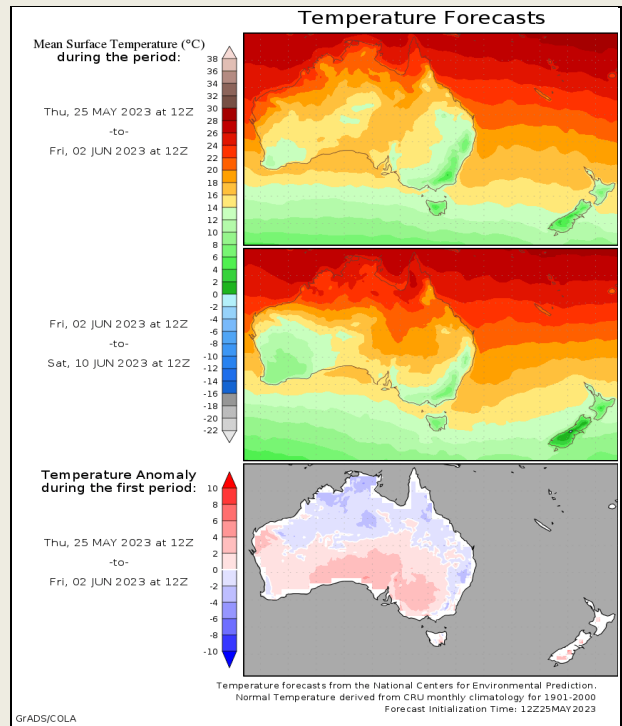 Temperature Forecasts
Mean Surface Temperature (°C)
during the period:
38
36
34
32
30
28
26
24
22
20
18
16
14
12
10
8
6
4
2
0
-2
-4
-6
-8
-10
-12
-14
-16
-18
-20
-22
Thu, 25 MAY 2023 at 12Z
-to-
Fri, 02 JUN 2023 at 12Z
Fri, 02 JUN 2023 at 12Z
-to-
Sat, 10 JUN 2023 at 12Z
Temperature Anomaly
during the first period:
10
8
6
4
2
0
-2
-4
-6
-8
-10
Thu, 25 MAY 2023 at 12Z
-to-
Fri, 02 JUN 2023 at 12Z
Temperature forecasts from the National Centers for Environmental Prediction.
Normal Temperature derived from CRU monthly climatology for 1901-2000
Forecast Initialization Time: 12Z25MAY2023
GrADS/COLA